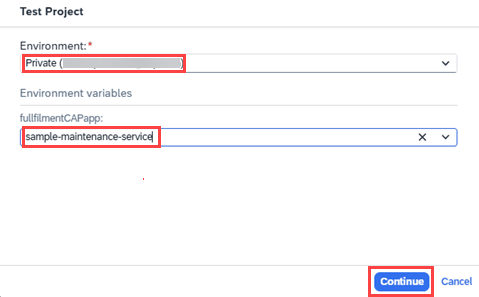 Test Project
Environment:*
Private ( )
Environment variables
fullfilmentCAPapp:
sample-maintenance-service
Continue Cancel